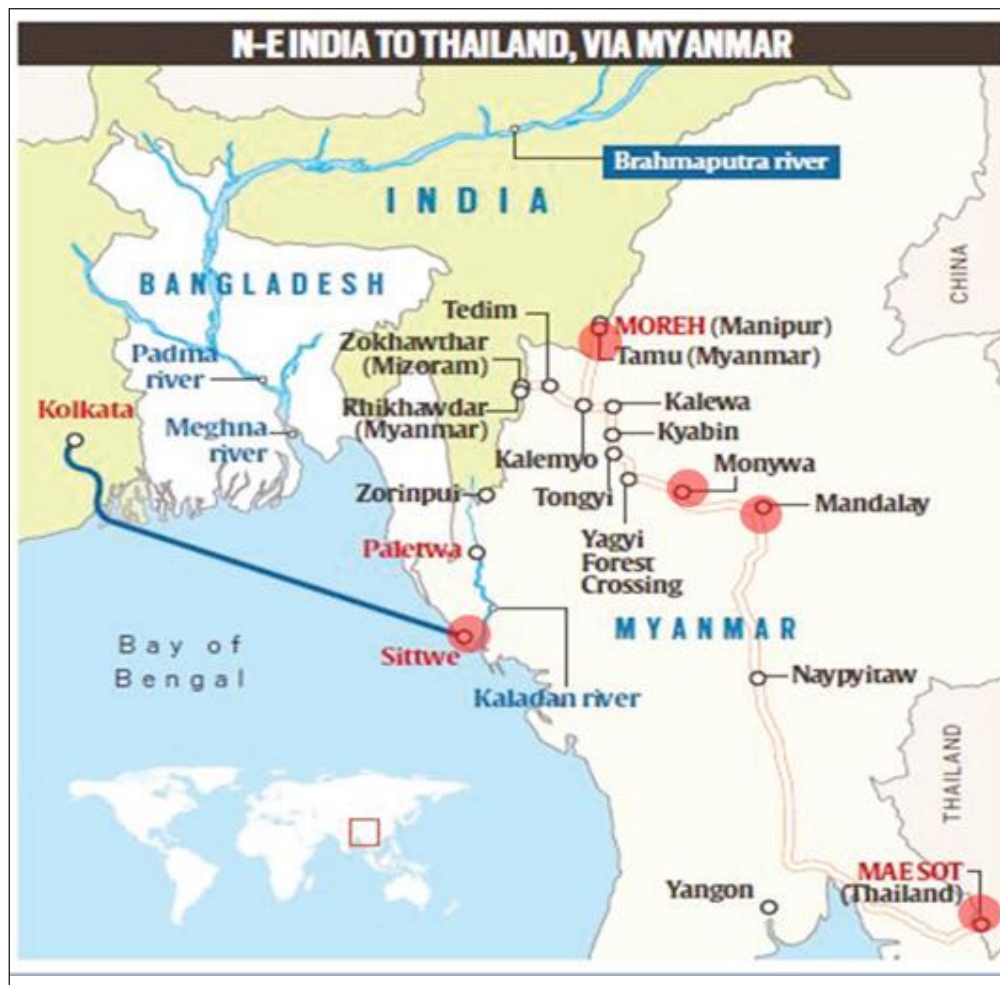 N-E INDIA TO THAILAND, VIA MYANMAR
Brahmaputra river
INDIA
CHINA
BANGLADESH
Tedim
MOREH (Manipur)
Zokhawthar
(Mizoram)
Tamu (Myanmar)
Padma
river
Kolkata
Rhikhawdar
(Myanmar)
Kalewa
Meghna
river
Kyabin
Kalemyo
Monywa
Zorinpui
Tongyi
Mandalay
Yagyi
Forest
Crossing
Paletwa
MYANMAR
Bay of
Bengal
Sittwe
Naypyitaw
Kaladan river
THAILAND
MAE SOT
(Thailand)
Yangon